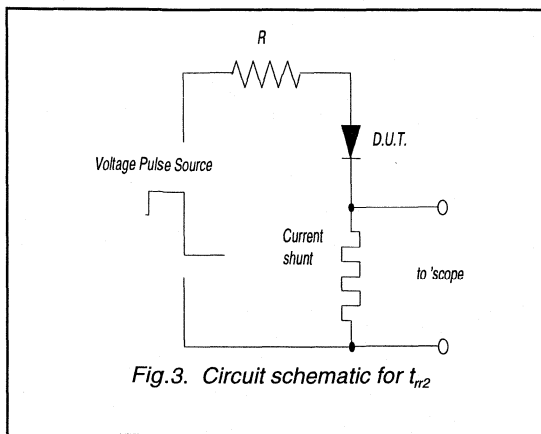 R
D.U.T.
Voltage Pulse Source
Current
shunt
to 'scope
Fig.3. Circuit schematic for trr2